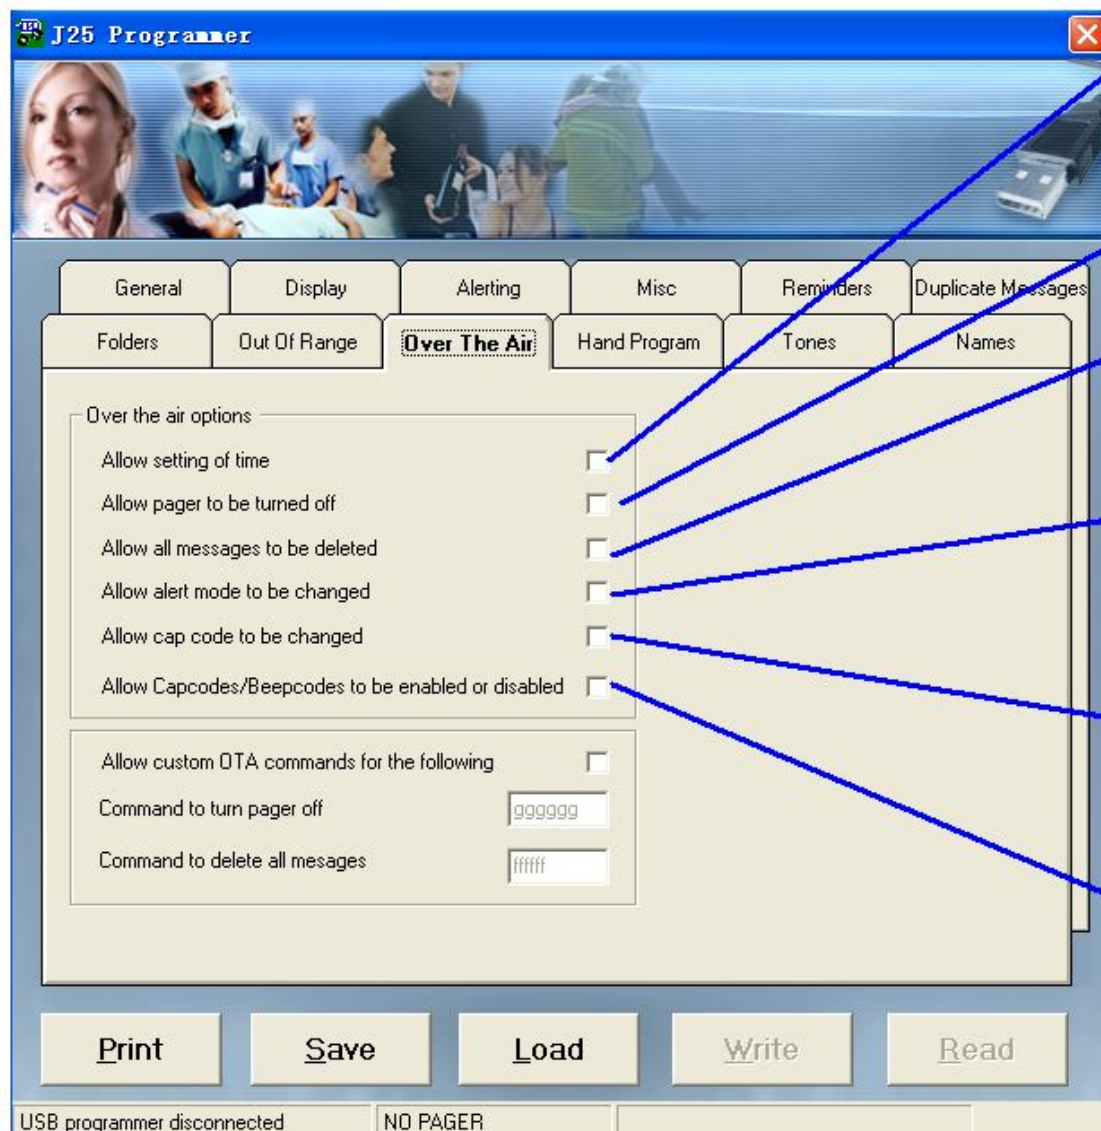 J25 Programmer
General Display Alerting Misc Reminders Duplicate Messages
Folders Out Of Range Over The Air Hand Program Tones Names
Over the air options
Allow setting of time
Allow pager to be turned off
Allow all messages to be deleted
Allow alert mode to be changed
Allow cap code to be changed
Allow Capcodes/Beepcodes to be enabled or disabled
Allow custom OTA commands for the following
Command to turn pager off gggggg
Command to delete all mesages ffffff
Print Save Load Write Read
USB programmer disconnected NO PAGER